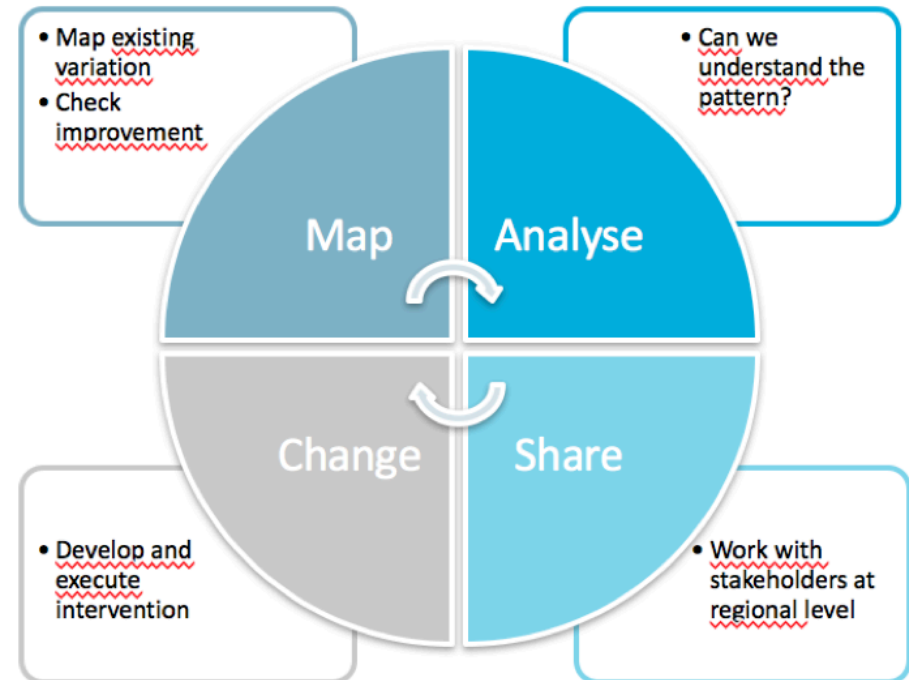 • Map existing
variation
• Check
improvement
• Can we
understand the
pattern?
Map
Analyse
Change
Share
• Develop and
execute
intervention
• Work with
stakeholders at
regional level